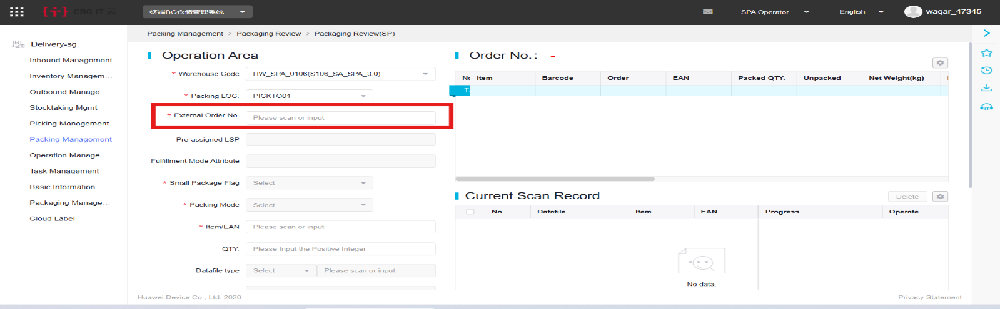 CBG IT 云
终端BG仓储管理系统
SPA Operator ...
English
waqar_47345
Delivery-sg
Inbound Management
Inventory Managem...
Outbound Manage...
Stocktaking Mgmt
Picking Management
Packing Management
Operation Manage...
Task Management
Basic Information
Packaging Manage...
Cloud Label
Packing Management > Packaging Review > Packaging Review(SP)
Operation Area
* Warehouse Code HW_SPA_0106(S106_SA_SPA_3.0)
* Packing LOC. PICKTO01
* External Order No. Please scan or input
Pre-assigned LSP
Fulfillment Mode Attribute
* Small Package Flag Select
* Packing Mode Select
* Item/EAN Please scan or input
QTY. Please Input the Positive Integer
Datafile type Select Please scan or input
Order No.: -
Item Barcode Order EAN Packed QTY. Unpacked Net Weight(kg)
T. -- -- -- -- -- -- --
Current Scan Record
Delete
No. Datafile Item EAN Progress Operate
No data.
Huawei Device Co., Ltd. 2026
Privacy Statement